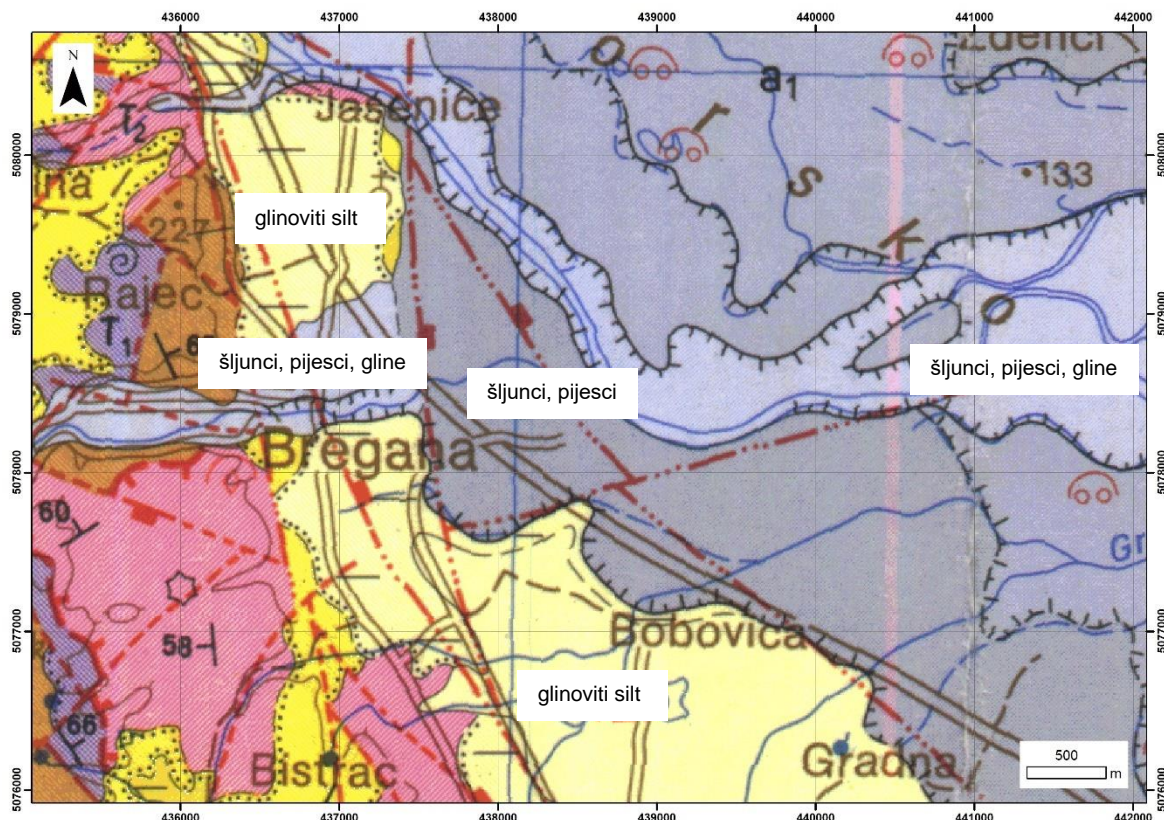 436000 437000 438000 439000 440000 441000 442000
N
Zdenci
O
a1
T2
Jasenice
r
5080000
5080000
s
133
ina
glinoviti silt
227
k
Rajec
5079000
5079000
o
T1
šljunci, pijesci, gline
šljunci, pijesci
šljunci, pijesci, gline
Bregana
5078000
5078000
60
Gr
5077000
5077000
58
Bobovica
glinoviti silt
66
500
m
Bistrac
Gradna
5076000
5076000
436000 437000 438000 439000 440000 441000 442000